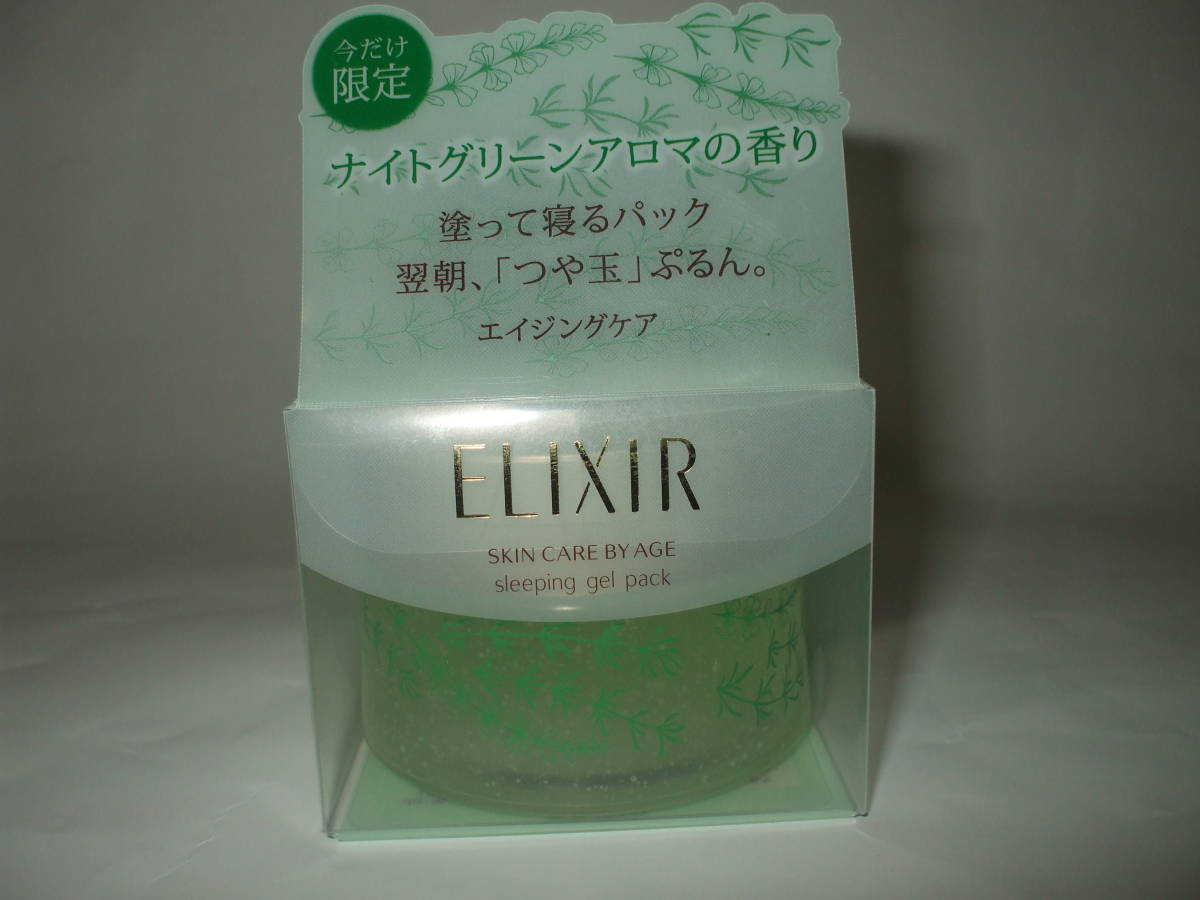 今だけ
限定
ナイトグリーンアロマの香り
塗って寝るパック
翌朝、「つや玉」ぷるん。
エイジングケア
ELIXIR
SKIN CARE BY AGE
sleeping gel pack